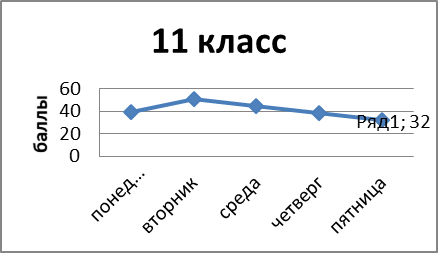 11 класс
баллы
60
40
20
0
Ряд1; 32
понед...
вторник
среда
четверг
пятница